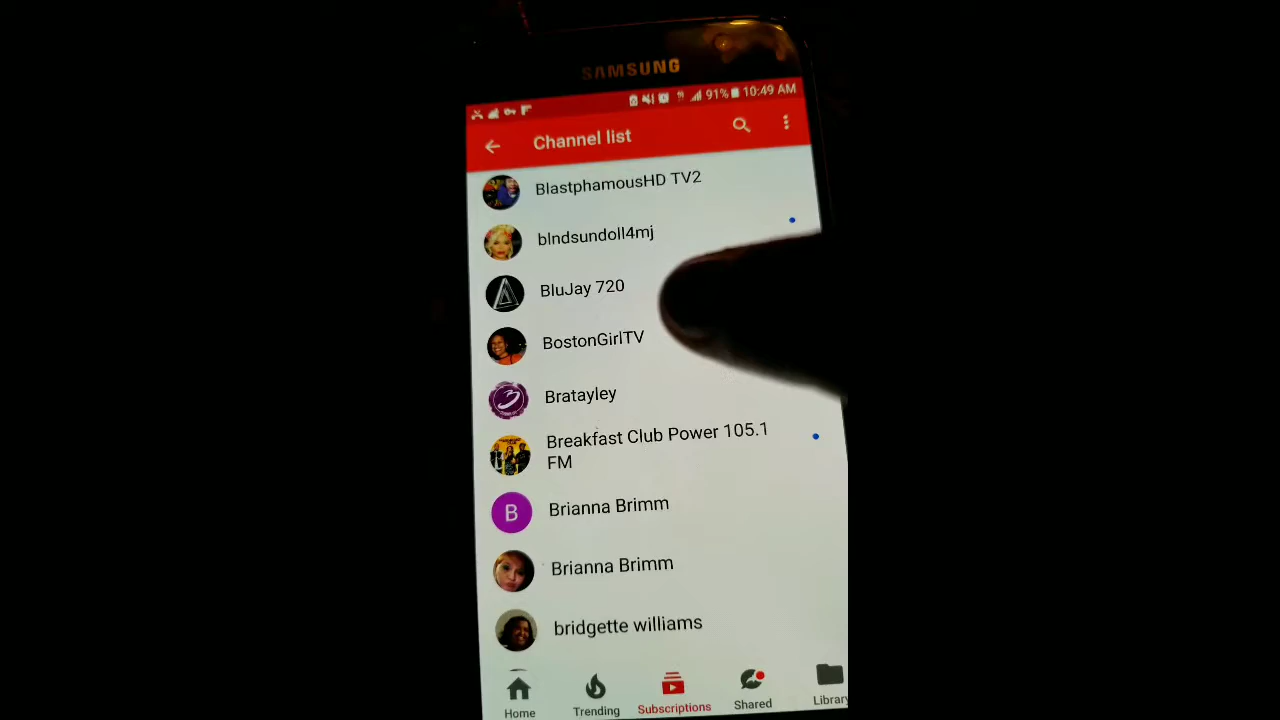 SAMSUNG
91% 10:49 AM
Channel list
BlastphamousHD TV2
blndsundoll4mj
BluJay 720
BostonGirlTV
Bratayley
Breakfast Club Power 105.1
FM
B
Brianna Brimm
Brianna Brimm
bridgette williams
Home
Trending
Subscriptions
Shared
Library